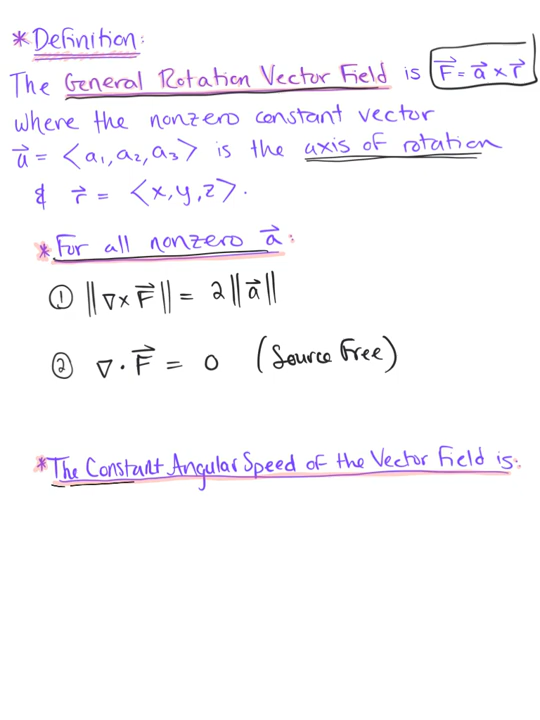 * Definition:
The General Rotation Vector Field is F⃗ = a⃗ × r⃗
where the nonzero constant vector
a⃗ = <a₁, a₂, a₃> is the axis of rotation
& r⃗ = <x, y, z>.
* For all nonzero a⃗:
① ||∇ × F⃗|| = 2||a⃗||
② ∇ · F⃗ = 0 (Source Free)
* The Constant Angular Speed of the Vector Field is: